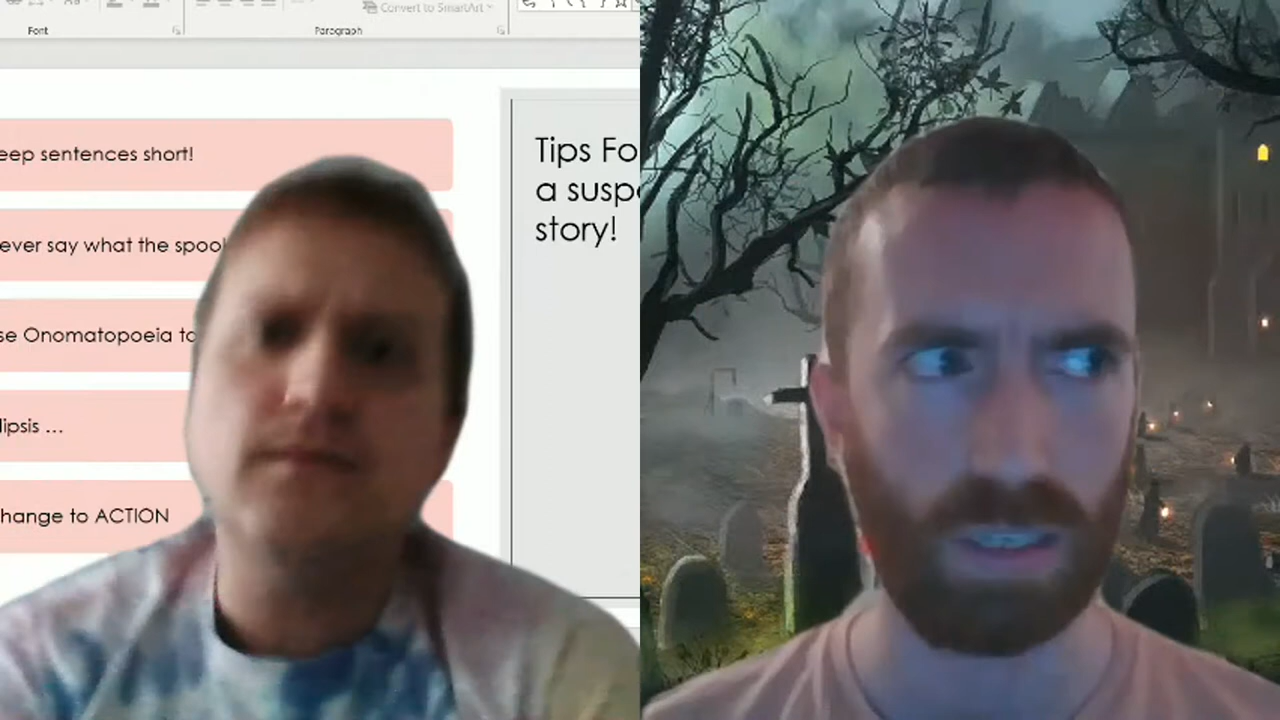 Convert to SmartArt
Font
Paragraph
eep sentences short!
ever say what the spoo
se Onomatopoeia to
lipsis ...
hange to ACTION
Tips Fo
a susp
story!